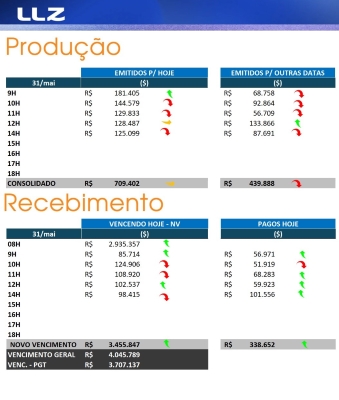 LLZ
Produção
EMITIDOS P/ HOJE EMITIDOS P/ OUTRAS DATAS
31/mai ($) ($)
9H R$ 181.405 R$ 68.758
10H R$ 144.579 R$ 92.864
11H R$ 129.833 R$ 56.709
12H R$ 128.487 R$ 133.866
14H R$ 125.099 R$ 87.691
15H
16H
17H
18H
CONSOLIDADO R$ 709.402 R$ 439.888
Recebimento
VENCENDO HOJE - NV PAGOS HOJE
31/mai ($) ($)
08H R$ 2.935.357
9H R$ 85.714 R$ 56.971
10H R$ 124.906 R$ 51.919
11H R$ 108.920 R$ 68.283
12H R$ 102.537 R$ 59.923
14H R$ 98.415 R$ 101.556
15H
16H
17H
18H
NOVO VENCIMENTO R$ 3.455.847 R$ 338.652
VENCIMENTO GERAL R$ 4.045.789
VENC. - PGT R$ 3.707.137